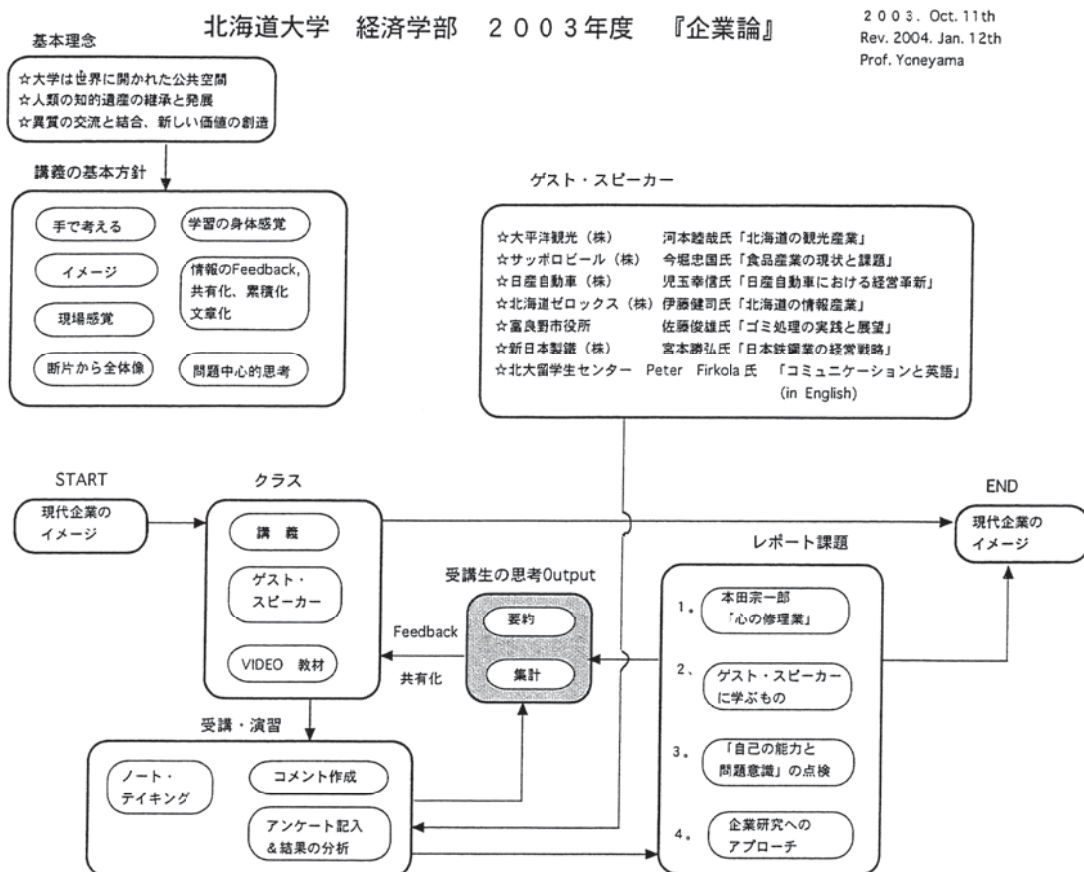 北海道大学　経済学部　２００３年度　『企業論』
２００３. Oct. 11th
Rev. 2004. Jan. 12th
Prof. Yoneyama
基本理念
☆大学は世界に開かれた公共空間
☆人類の知的遺産の継承と発展
☆異質の交流と結合、新しい価値の創造
講義の基本方針
手で考える
学習の身体感覚
イメージ
情報のFeedback,
共有化、累積化
文章化
現場感覚
断片から全体像
問題中心的思考
ゲスト・スピーカー
☆大平洋観光（株）　河本睦哉氏「北海道の観光産業」
☆サッポロビール（株）　今堀忠国氏「食品産業の現状と課題」
☆日産自動車（株）　児玉幸信氏「日産自動車における経営革新」
☆北海道ゼロックス（株）伊藤健司氏「北海道の情報産業」
☆富良野市役所　佐藤俊雄氏「ゴミ処理の実践と展望」
☆新日本製鐵（株）　宮本勝弘氏「日本鉄鋼業の経営戦略」
☆北大留学生センター　Peter　Firkola 氏　「コミュニケーションと英語」
(in English)
START
現代企業の
イメージ
クラス
講　義
ゲスト・
スピーカー
VIDEO　教材
受講生の思考Output
要約
集計
Feedback
共有化
レポート課題
1。
本田宗一郎
「心の修理業」
2、
ゲスト・スピーカー
に学ぶもの
3。
「自己の能力と
問題意識」の点検
4。
企業研究への
アプローチ
END
現代企業の
イメージ
受講・演習
ノート・
テイキング
コメント作成
アンケート記入
＆結果の分析